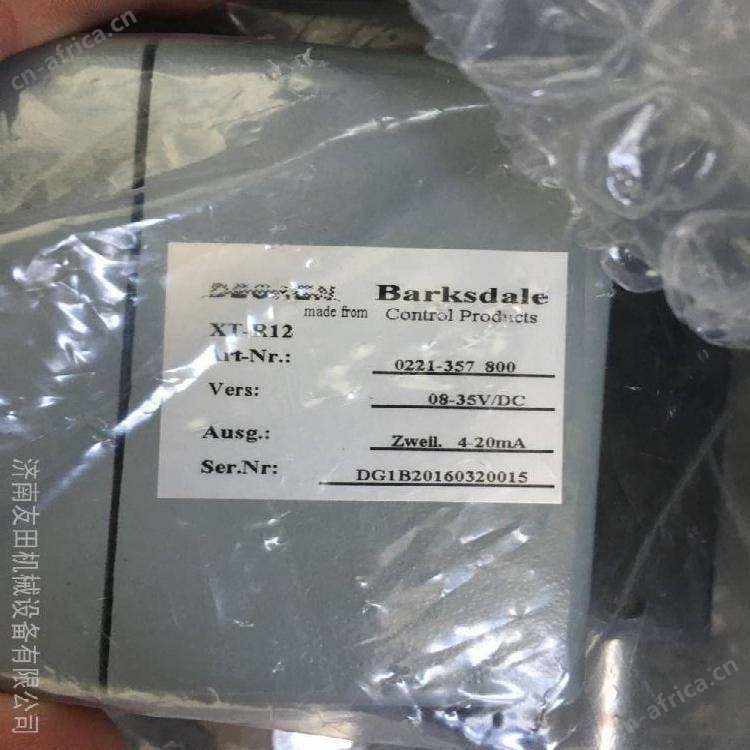 cn-africa.cn
Barksdale
made from Control Products
XT-R12
Art-Nr.: 0221-357 800
Vers: 08-35V/DC
Ausg.: Zweil. 4-20mA
Ser.Nr: DG1B20160320015
济南友田机械设备有限公司
cn-africa.cn